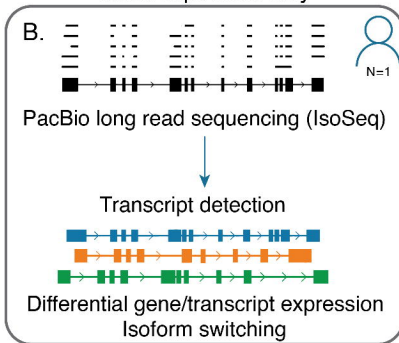 B.
N=1
PacBio long read sequencing (IsoSeq)
Transcript detection
Differential gene/transcript expression
Isoform switching